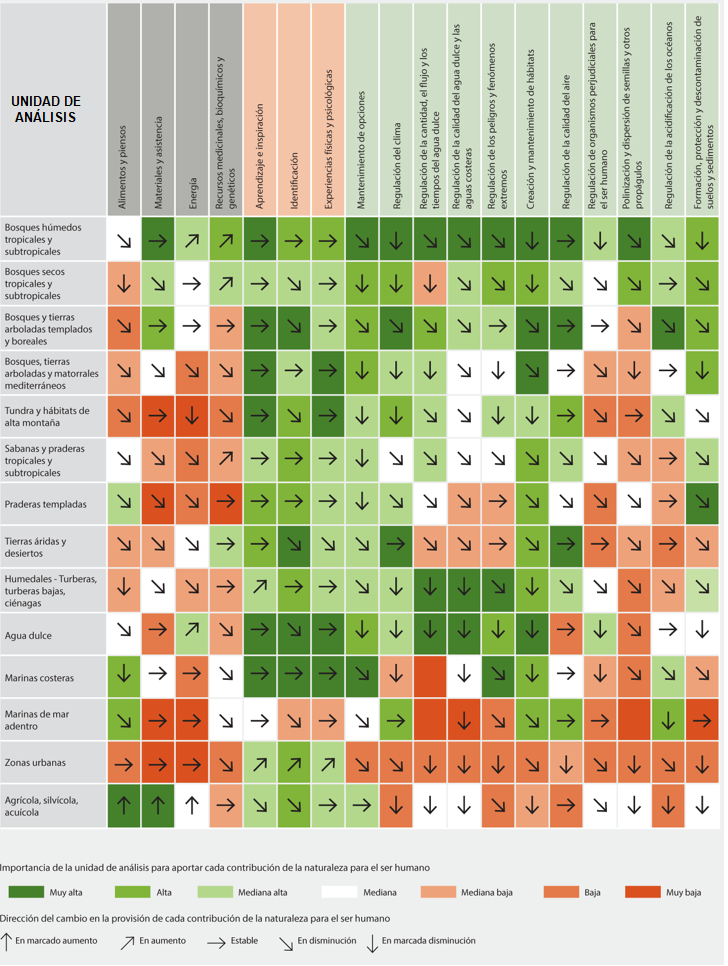 UNIDAD DE
ANÁLISIS
Alimentos y piensos
Materiales y asistencia
Energía
Recursos medicinales, bioquímicos y
genéticos
Aprendizaje e inspiración
Identificación
Experiencias físicas y psicológicas
Mantenimiento de opciones
Regulación del clima
Regulación de la cantidad, el flujo y los
tiempos del agua dulce
Regulación de la calidad del agua dulce y las
aguas costeras
Regulación de los peligros y fenómenos
extremos
Creación y mantenimiento de hábitats
Regulación de la calidad del aire
Regulación de organismos perjudiciales para
el ser humano
Polinización y dispersión de semillas y otros
propágulos
Regulación de la acidificación de los océanos
Formación, protección y descontaminación de
suelos y sedimentos
Bosques húmedos
tropicales y
subtropicales
Bosques secos
tropicales y
subtropicales
Bosques y tierras
arboladas templados
y boreales
Bosques, tierras
arboladas y matorrales
mediterráneos
Tundra y hábitats de
alta montaña
Sabanas y praderas
tropicales y
subtropicales
Praderas templadas
Tierras áridas y
desiertos
Humedales - Turberas,
turberas bajas,
ciénagas
Agua dulce
Marinas costeras
Marinas de mar
adentro
Zonas urbanas
Agrícola, silvícola,
acuícola
Importancia de la unidad de análisis para aportar cada contribución de la naturaleza para el ser humano
Muy alta
Alta
Mediana alta
Mediana
Mediana baja
Baja
Muy baja
Dirección del cambio en la provisión de cada contribución de la naturaleza para el ser humano
En marcado aumento
En aumento
Estable
En disminución
En marcada disminución